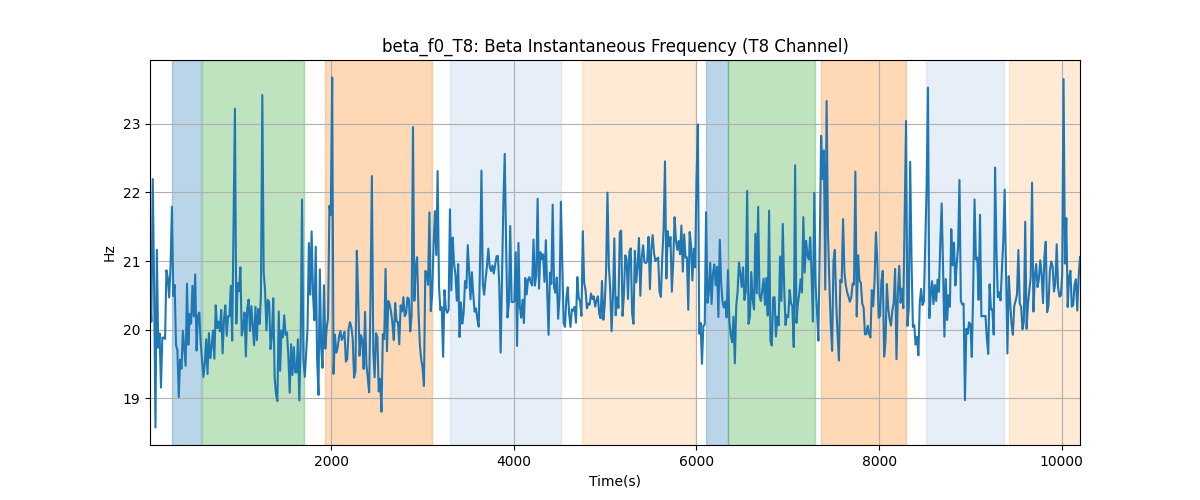 beta_f0_T8: Beta Instantaneous Frequency (T8 Channel)
23
22
21
20
19
Hz
2000 4000 6000 8000 10000
Time(s)